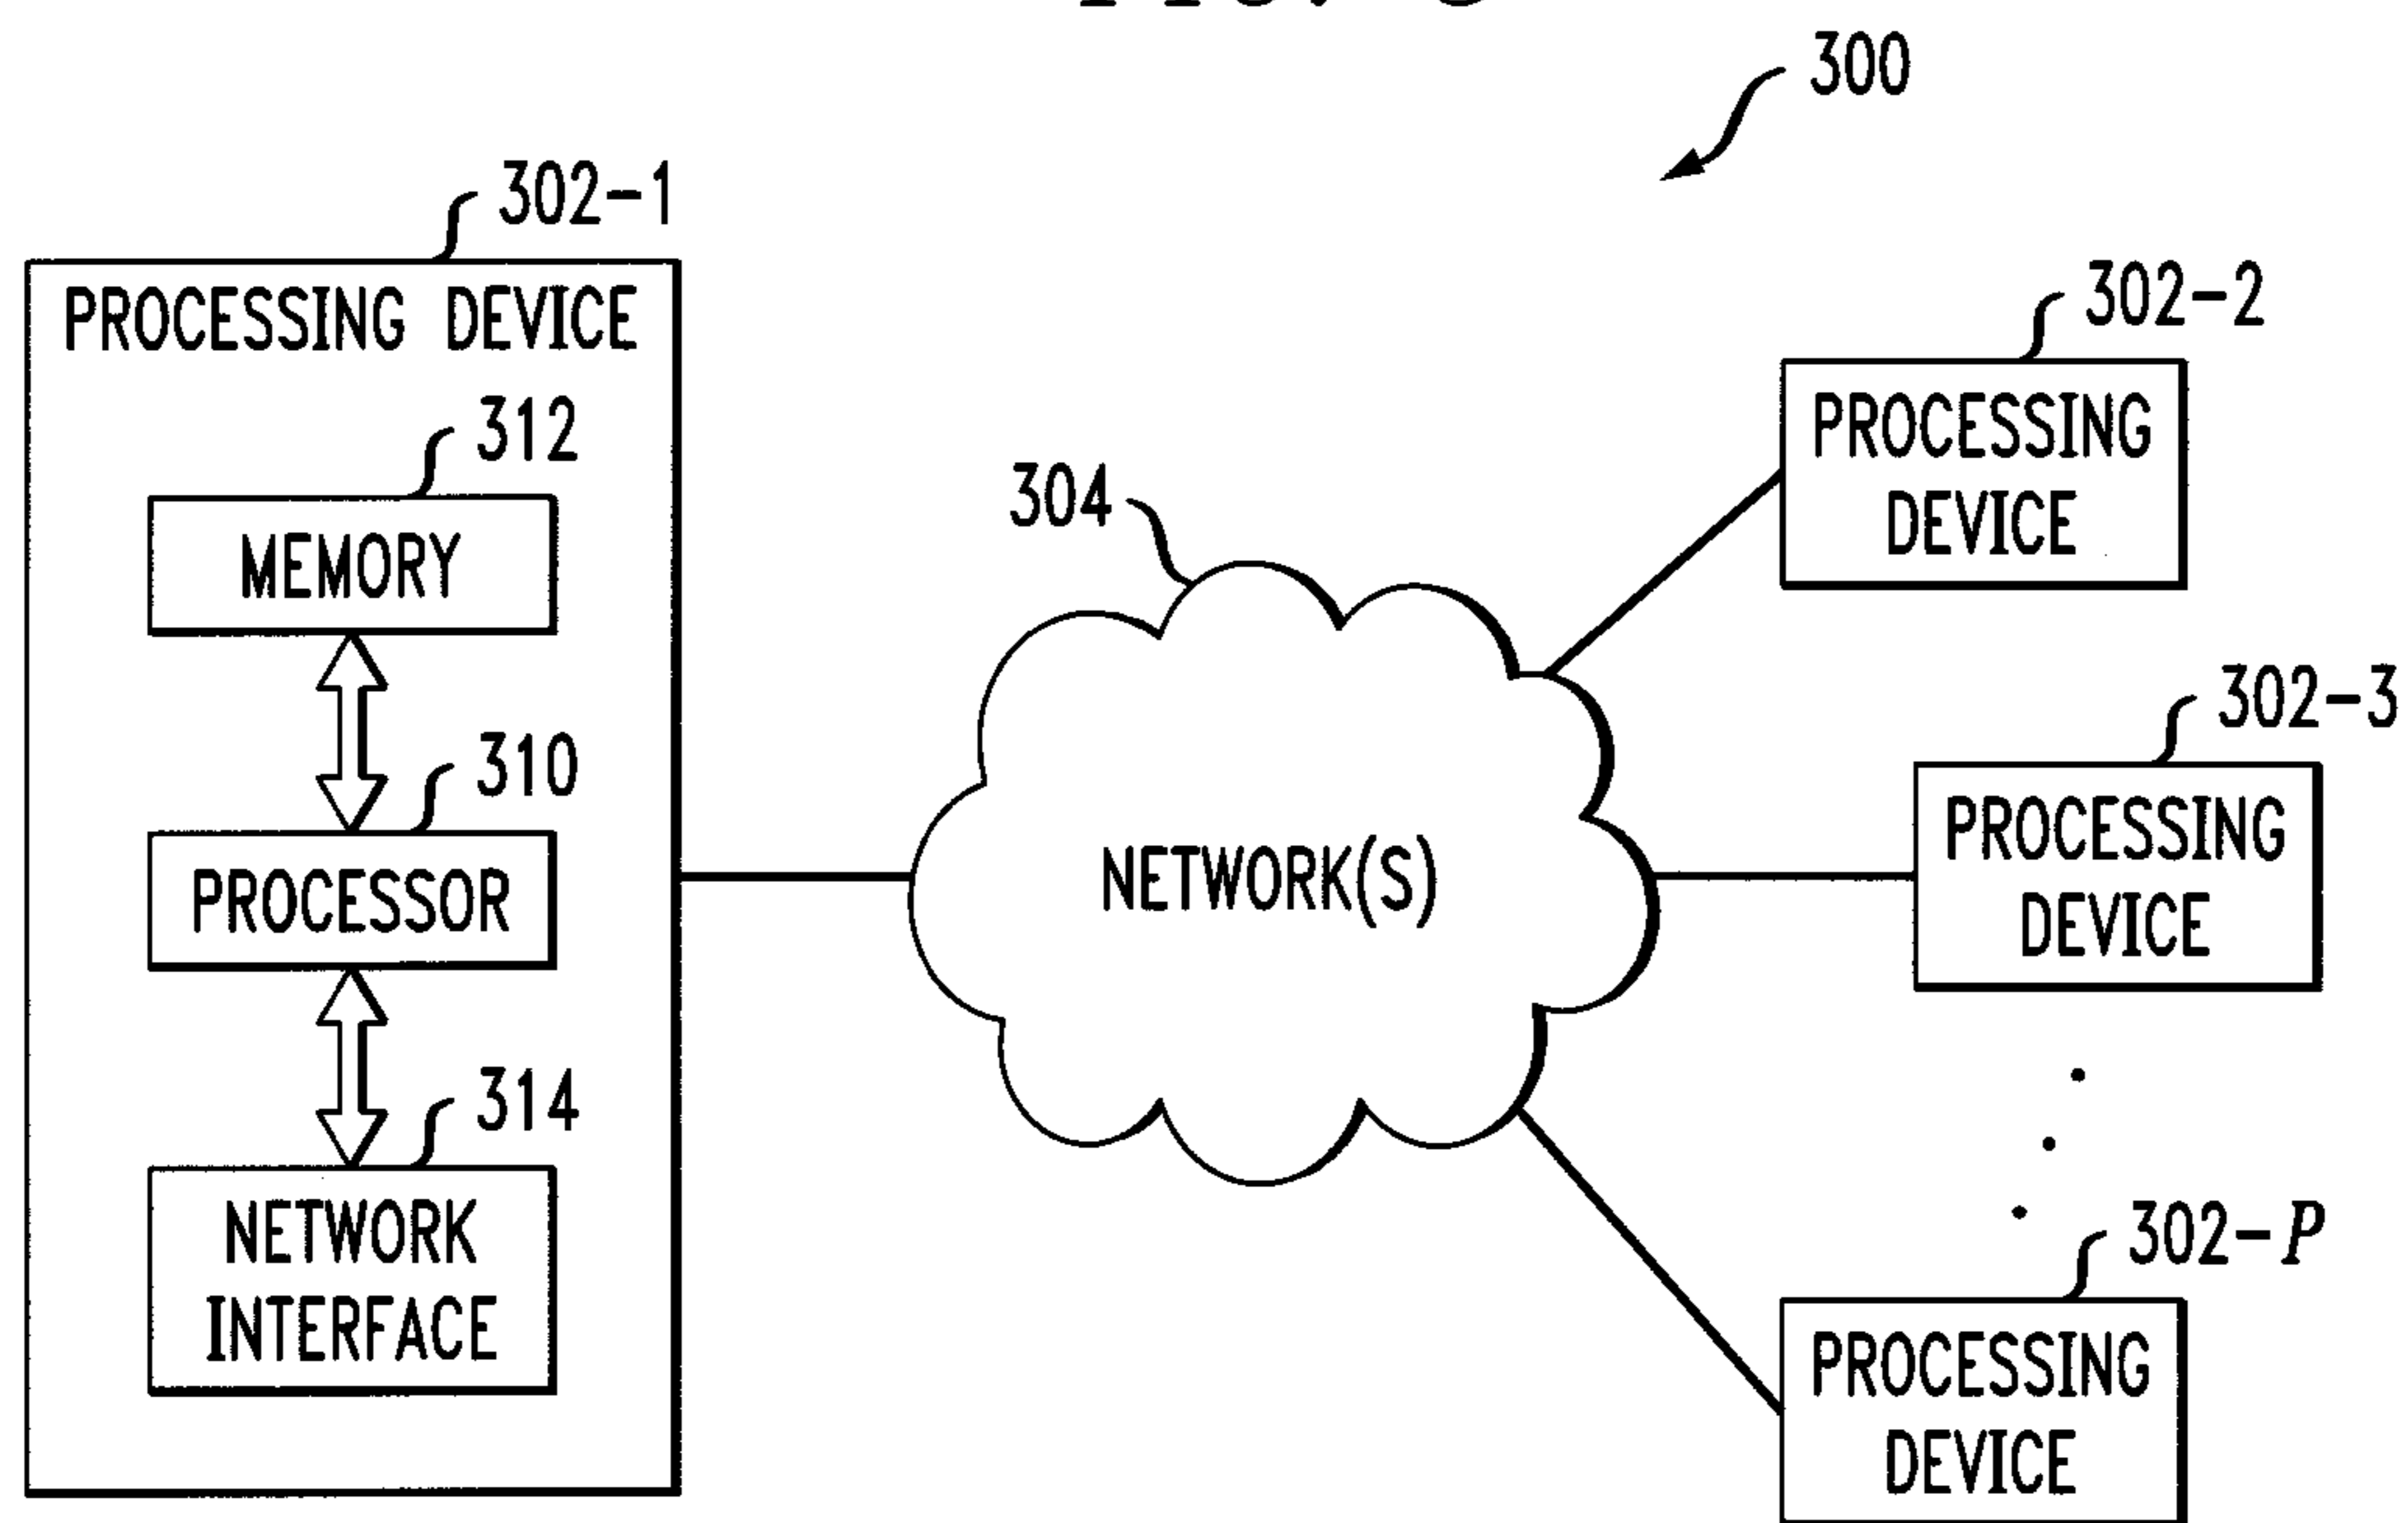 300
302-1
PROCESSING DEVICE
312
MEMORY
310
PROCESSOR
314
NETWORK
INTERFACE
304
NETWORK(S)
302-2
PROCESSING
DEVICE
302-3
PROCESSING
DEVICE
302-P
PROCESSING
DEVICE